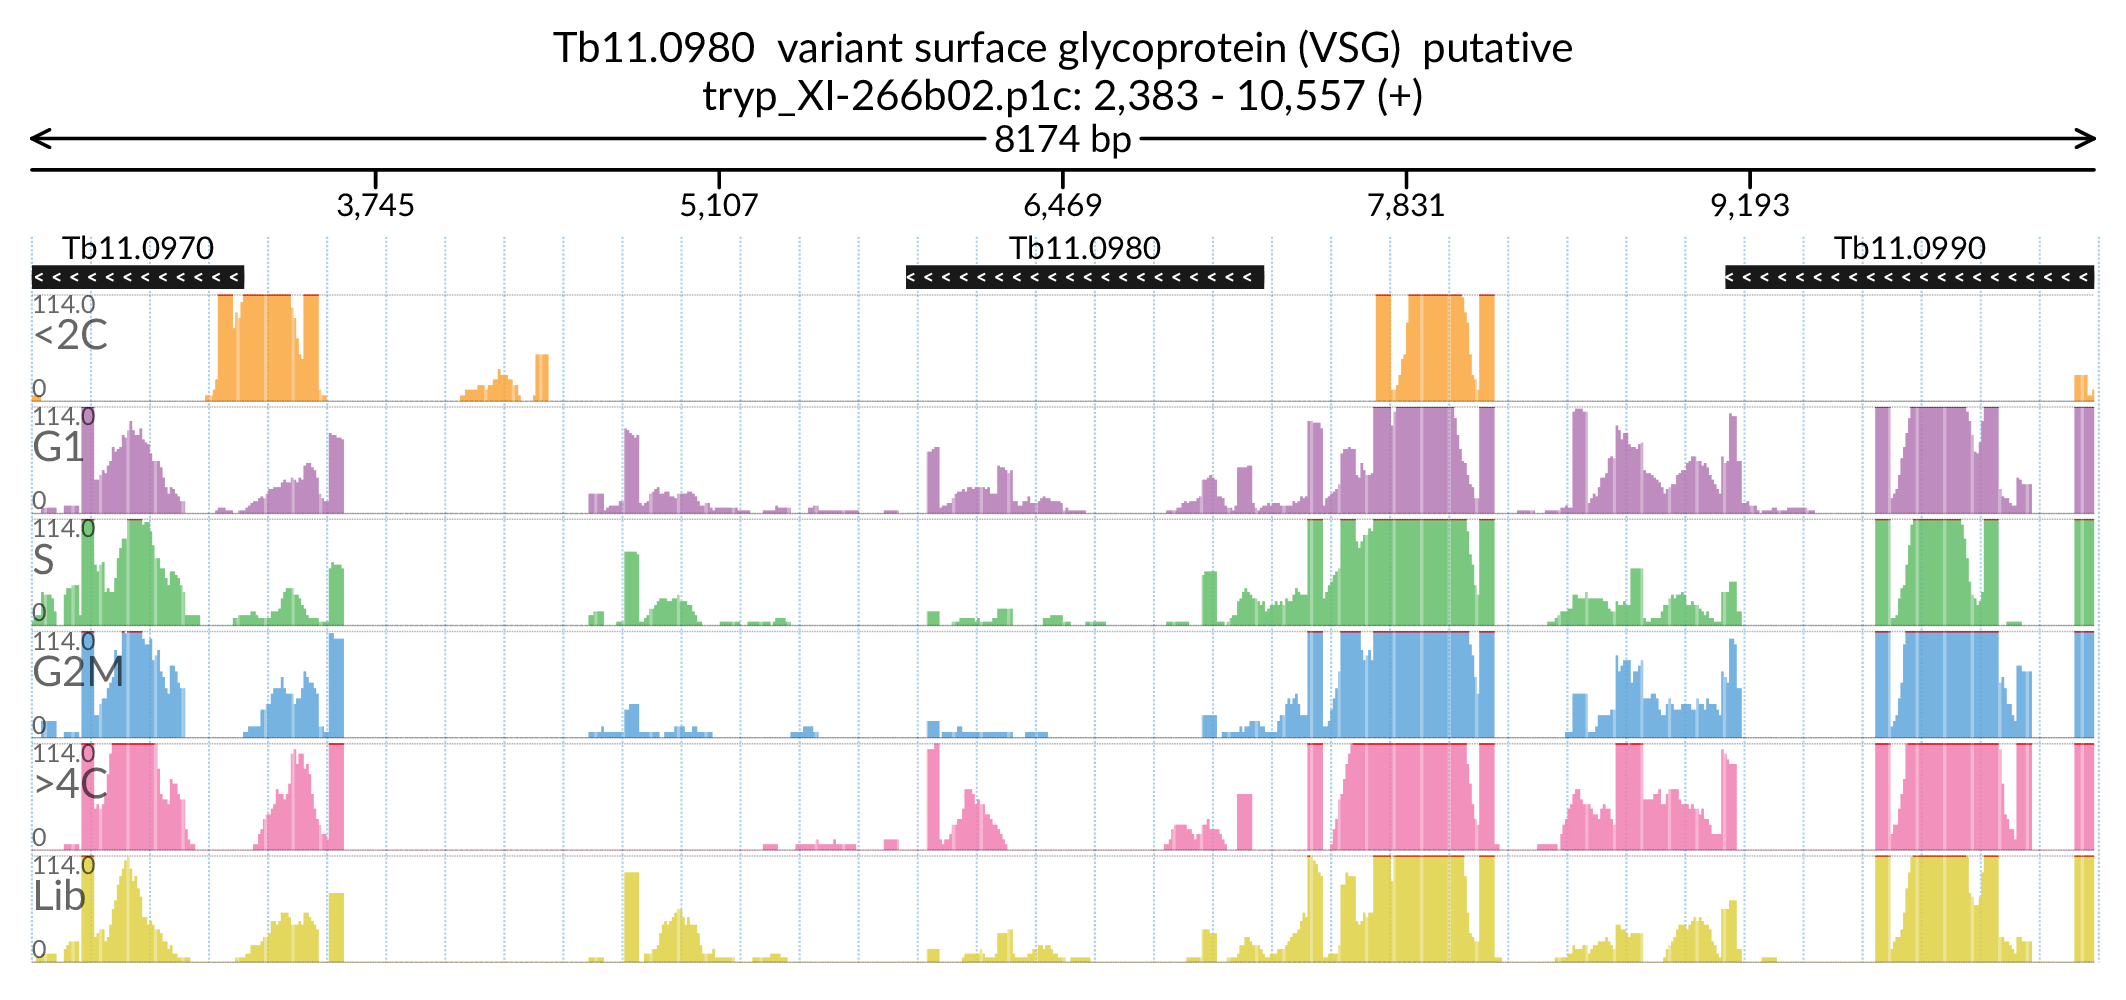 Tb11.0980 variant surface glycoprotein (VSG) putative
tryp_XI-266b02.p1c: 2,383 - 10,557 (+)
8174 bp
3,745 5,107 6,469 7,831 9,193
Tb11.0970 Tb11.0980 Tb11.0990
114.0
<2C
0
114.0
G1
0
114.0
S
0
114.0
G2M
0
114.0
>4C
0
114.0
Lib
0